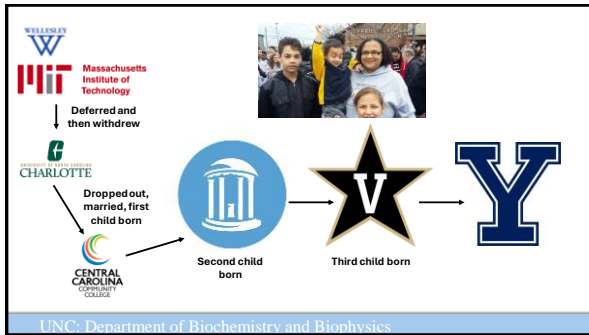 WELLESLEY
W
MIT
Massachusetts
Institute of
Technology
Deferred and
then withdrew
C
UNIVERSITY OF NORTH CAROLINA
CHARLOTTE
Dropped out,
married, first
child born
CENTRAL
CAROLINA
COMMUNITY
COLLEGE
Second child
born
V
Third child born
Y
UNC: Department of Biochemistry and Biophysics